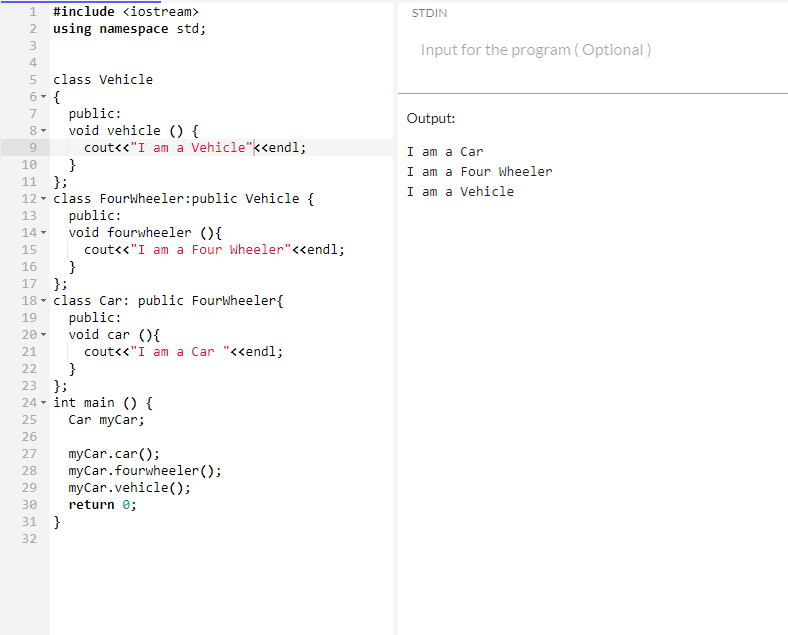 1 #include <iostream>
2 using namespace std;
3
4
5 class Vehicle
6 {
7   public:
8   void vehicle () {
9     cout<<"I am a Vehicle"<<endl;
10   }
11 };
12 class FourWheeler:public Vehicle {
13   public:
14   void fourwheeler (){
15     cout<<"I am a Four Wheeler"<<endl;
16   }
17 };
18 class Car: public FourWheeler{
19   public:
20   void car (){
21     cout<<"I am a Car "<<endl;
22   }
23 };
24 int main () {
25   Car myCar;
26
27   myCar.car();
28   myCar.fourwheeler();
29   myCar.vehicle();
30   return 0;
31 }
32
STDIN
Input for the program ( Optional )
Output:
I am a Car
I am a Four Wheeler
I am a Vehicle